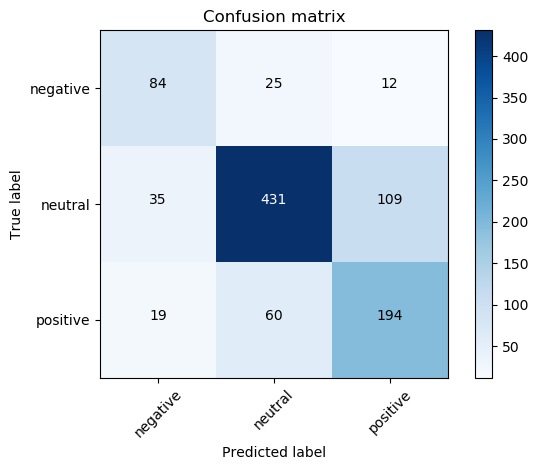 Confusion matrix
True label
negative
84
25
12
neutral
35
431
109
positive
19
60
194
negative
neutral
positive
Predicted label
400
350
300
250
200
150
100
50